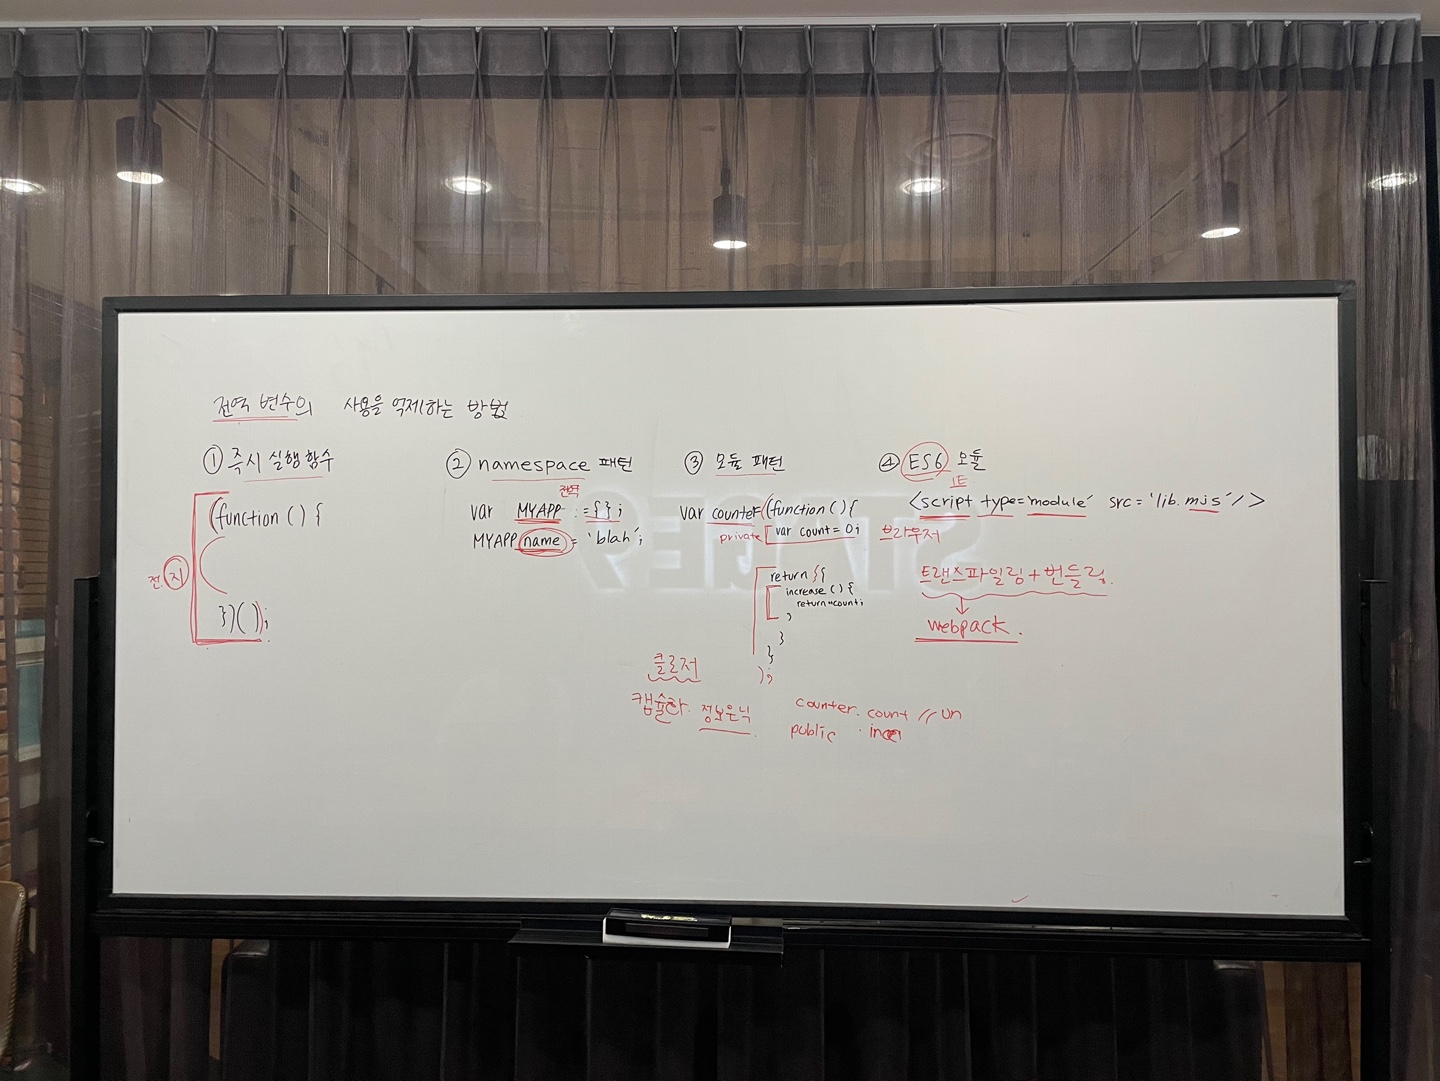 전역 변수의 사용을 억제하는 방법
① 즉시 실행 함수
(function () {
})();
전. 지
② namespace 패턴
전역
var MYAPP = {};
MYAPP.name = 'blah';
③ 모듈 패턴
var counter = (function () {
private var count = 0;
return {
increase () {
return ++count;
}
}
}
);
클로저
캡슐화. 정보은닉
counter. count // un
public . inc
④ ES6 모듈
IE
<script type='module' src='lib.mjs'/>
브라우저
트랜스파일링 + 번들링.
webpack.